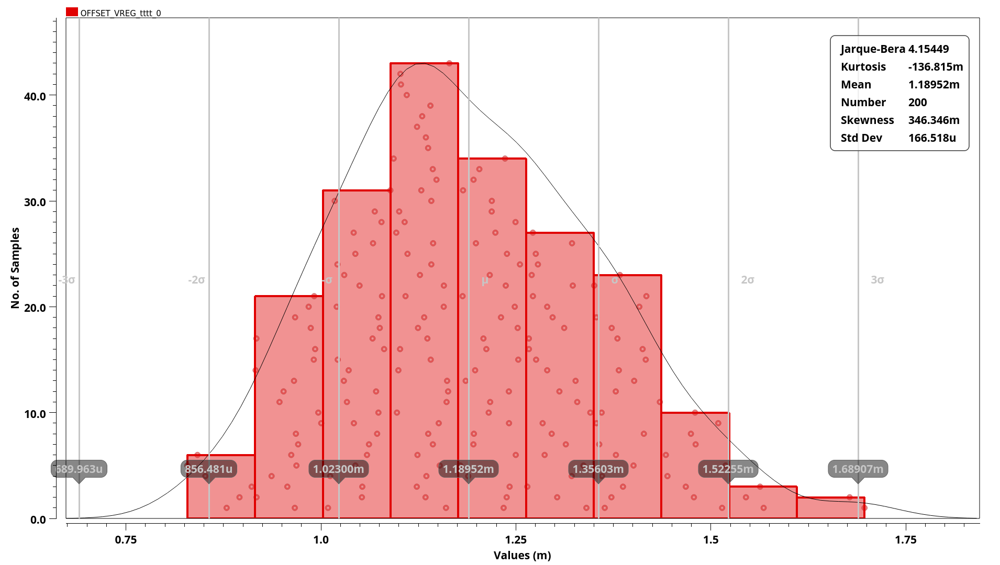 OFFSET_VREG_tttt_0
Jarque-Bera 4.15449
Kurtosis -136.815m
Mean 1.18952m
Number 200
Skewness 346.346m
Std Dev 166.518u
40.0
30.0
20.0
10.0
0.0
No. of Samples
-3σ -2σ -σ μ σ 2σ 3σ
689.963u 856.481u 1.02300m 1.18952m 1.35603m 1.52255m 1.68907m
0.75 1.0 1.25 1.5 1.75
Values (m)